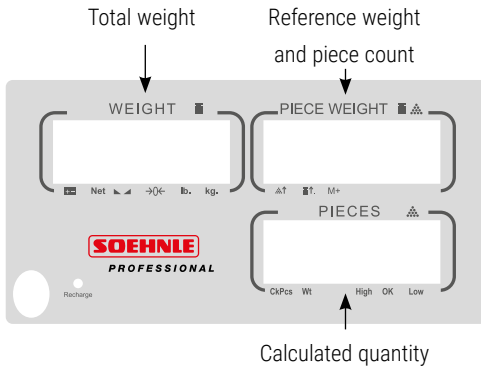 Total weight
Reference weight
and piece count
WEIGHT
PIECE WEIGHT
Net →0← lb. kg.
M+
PIECES
SOEHNLE
PROFESSIONAL
Recharge
CkPcs Wt High OK Low
Calculated quantity